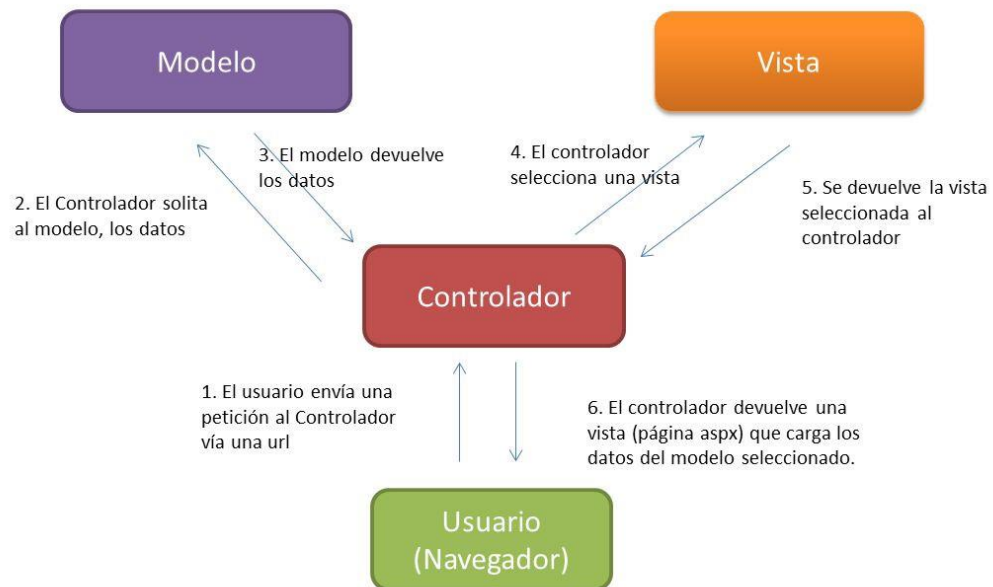 Modelo
Vista
3. El modelo devuelve
los datos
4. El controlador
selecciona una vista
2. El Controlador solita
al modelo, los datos
5. Se devuelve la vista
seleccionada al
controlador
Controlador
1. El usuario envía una
petición al Controlador
vía una url
6. El controlador devuelve una
vista (página aspx) que carga los
datos del modelo seleccionado.
Usuario
(Navegador)